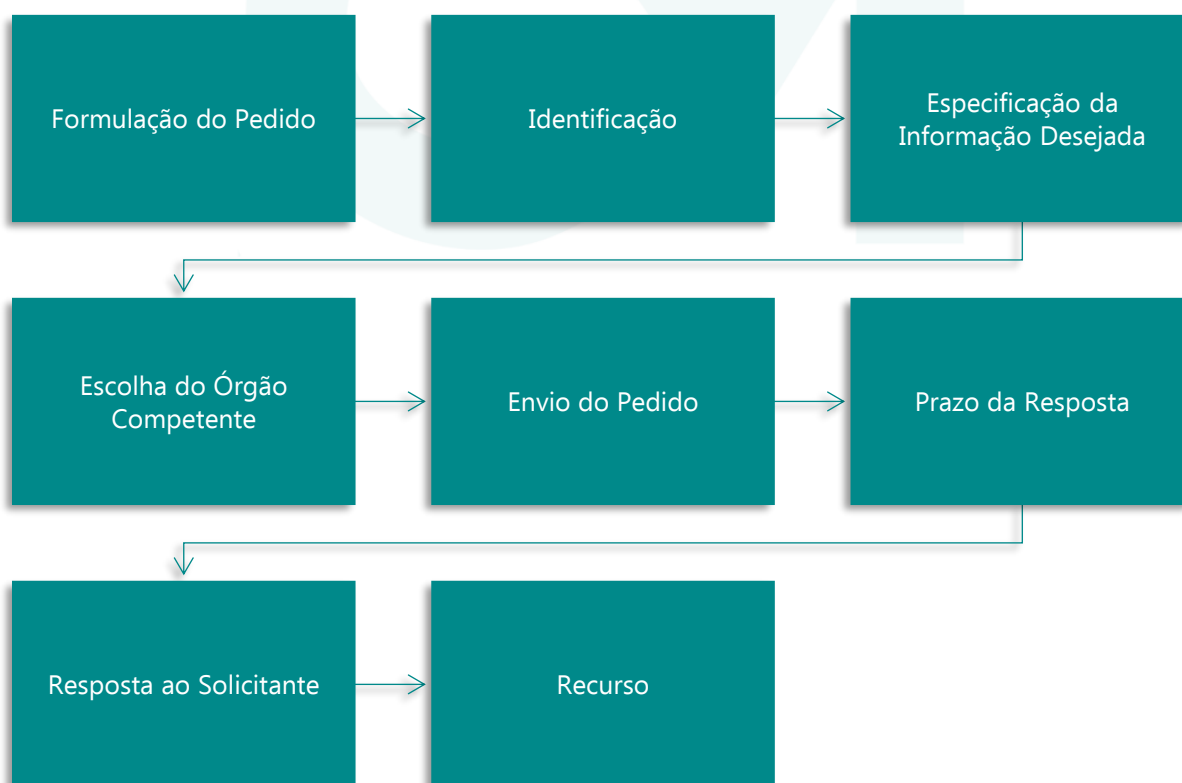 Formulação do Pedido
Identificação
Especificação da
Informação Desejada
Escolha do Órgão
Competente
Envio do Pedido
Prazo da Resposta
Resposta ao Solicitante
Recurso